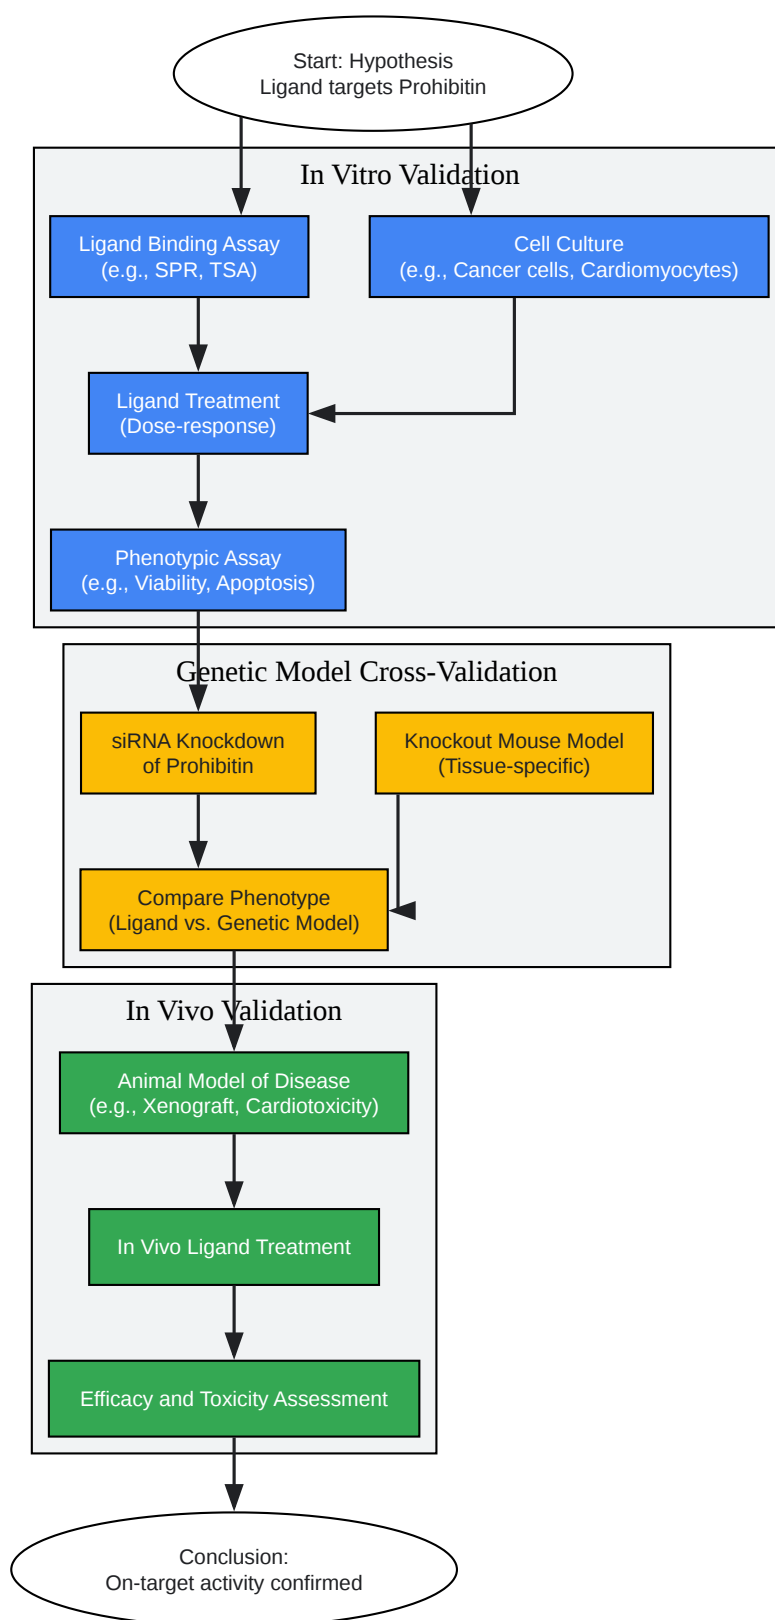 Start: Hypothesis
Ligand targets Prohibitin
In Vitro Validation
Ligand Binding Assay
(e.g., SPR, TSA)
Cell Culture
(e.g., Cancer cells, Cardiomyocytes)
Ligand Treatment
(Dose-response)
Phenotypic Assay
(e.g., Viability, Apoptosis)
Genetic Model Cross-Validation
siRNA Knockdown
of Prohibitin
Knockout Mouse Model
(Tissue-specific)
Compare Phenotype
(Ligand vs. Genetic Model)
In Vivo Validation
Animal Model of Disease
(e.g., Xenograft, Cardiotoxicity)
In Vivo Ligand Treatment
Efficacy and Toxicity Assessment
Conclusion:
On-target activity confirmed